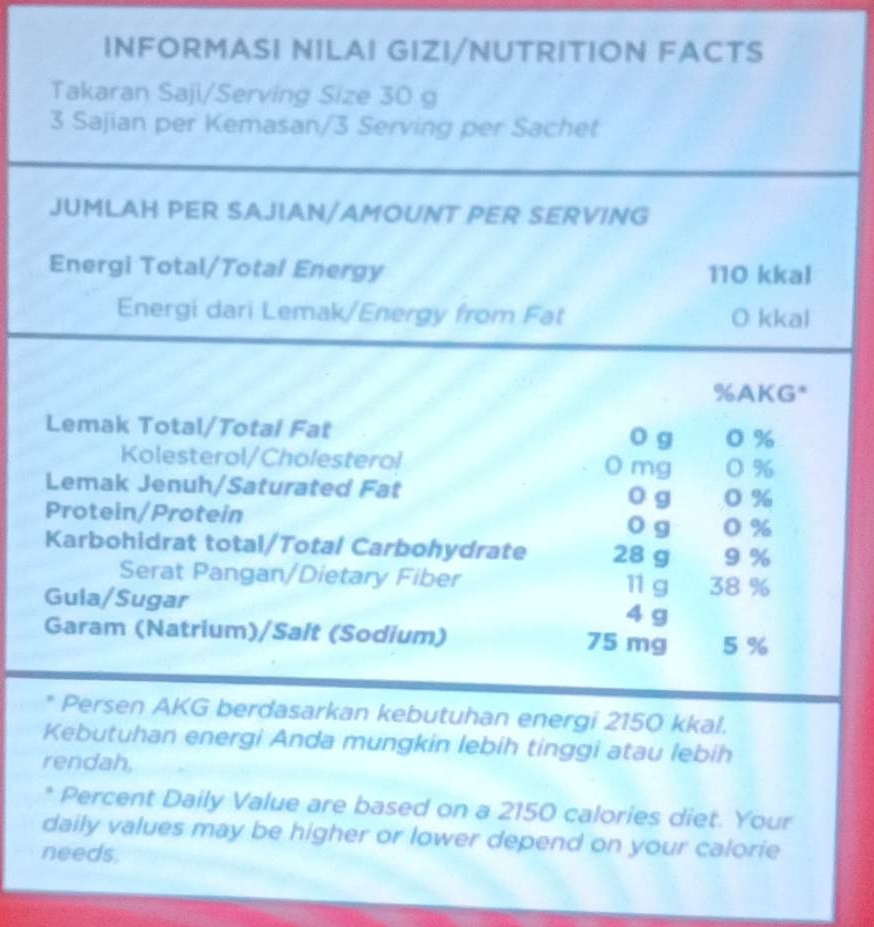 INFORMASI NILAI GIZI/NUTRITION FACTS
Takaran Saji/Serving Size 30 g
3 Sajian per Kemasan/3 Serving per Sachet
JUMLAH PER SAJIAN/AMOUNT PER SERVING
Energi Total/Total Energy 110 kkal
Energi dari Lemak/Energy from Fat 0 kkal
%AKG*
Lemak Total/Total Fat 0 g 0 %
Kolesterol/Cholesterol 0 mg 0 %
Lemak Jenuh/Saturated Fat 0 g 0 %
Protein/Protein 0 g 0 %
Karbohidrat total/Total Carbohydrate 28 g 9 %
Serat Pangan/Dietary Fiber 11 g 38 %
Gula/Sugar 4 g
Garam (Natrium)/Salt (Sodium) 75 mg 5 %
* Persen AKG berdasarkan kebutuhan energi 2150 kkal.
Kebutuhan energi Anda mungkin lebih tinggi atau lebih
rendah.
* Percent Daily Value are based on a 2150 calories diet. Your
daily values may be higher or lower depend on your calorie
needs.